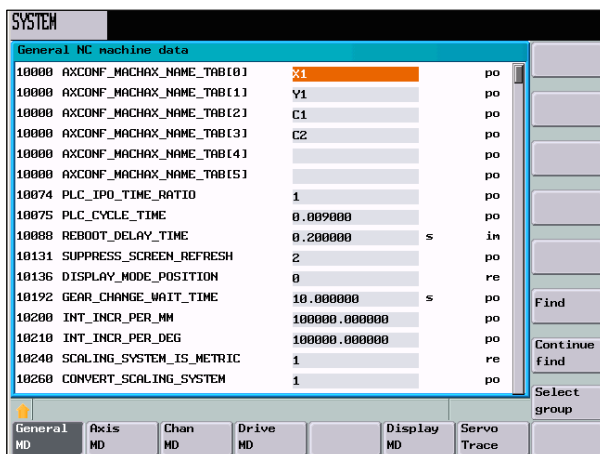 SYSTEM
General NC machine data
10000 AXCONF_MACHAX_NAME_TAB[0] X1 po
10000 AXCONF_MACHAX_NAME_TAB[1] Y1 po
10000 AXCONF_MACHAX_NAME_TAB[2] C1 po
10000 AXCONF_MACHAX_NAME_TAB[3] C2 po
10000 AXCONF_MACHAX_NAME_TAB[4] po
10000 AXCONF_MACHAX_NAME_TAB[5] po
10074 PLC_IPO_TIME_RATIO 1 po
10075 PLC_CYCLE_TIME 0.009000 po
10088 REBOOT_DELAY_TIME 0.200000 s im
10131 SUPPRESS_SCREEN_REFRESH 2 po
10136 DISPLAY_MODE_POSITION 0 re
10192 GEAR_CHANGE_WAIT_TIME 10.000000 s po
10200 INT_INCR_PER_MM 100000.000000 po
10210 INT_INCR_PER_DEG 100000.000000 po
10240 SCALING_SYSTEM_IS_METRIC 1 re
10260 CONVERT_SCALING_SYSTEM 1 po
Find
Continue
find
Select
group
General Axis Chan Drive Display Servo
MD MD MD MD MD Trace